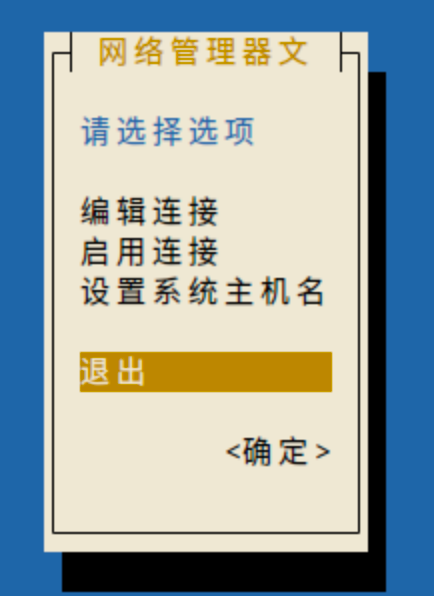 网络管理器文
请选择选项
编辑连接
启用连接
设置系统主机名
退出
<确定>